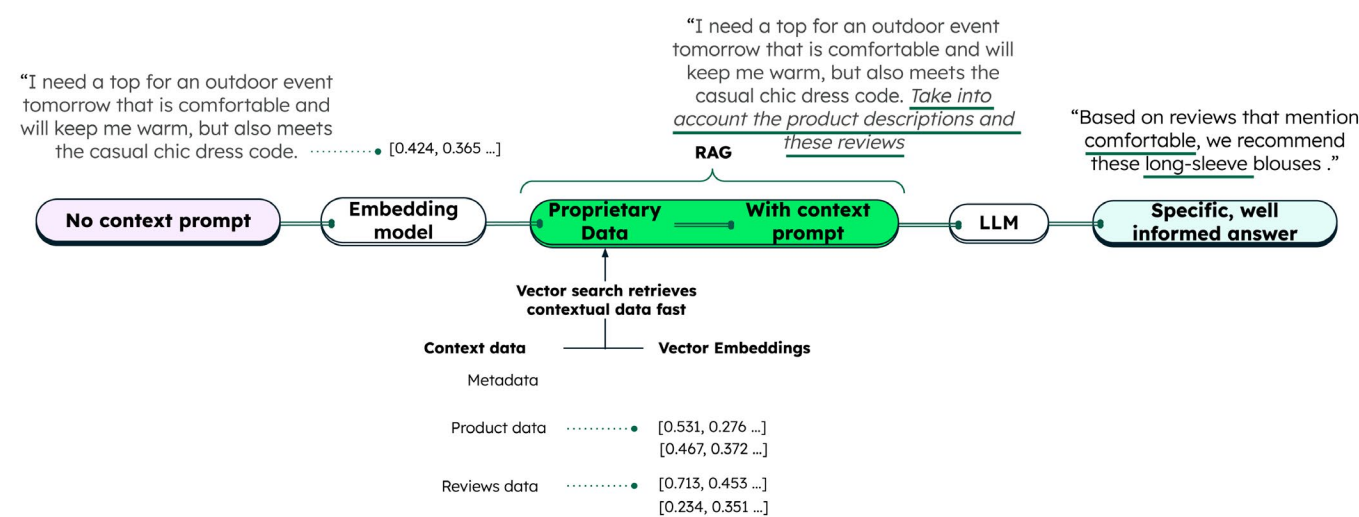 “I need a top for an outdoor event
tomorrow that is comfortable and
will keep me warm, but also meets
the casual chic dress code.
[0.424, 0.365 ...]
“I need a top for an outdoor event
tomorrow that is comfortable and will
keep me warm, but also meets the
casual chic dress code. Take into
account the product descriptions and
these reviews
RAG
“Based on reviews that mention
comfortable, we recommend
these long-sleeve blouses .”
No context prompt
Embedding
model
Proprietary
Data
With context
prompt
LLM
Specific, well
informed answer
Vector search retrieves
contextual data fast
Context data
Vector Embeddings
Metadata
Product data
[0.531, 0.276 ...]
[0.467, 0.372 ...]
Reviews data
[0.713, 0.453 ...]
[0.234, 0.351 ...]